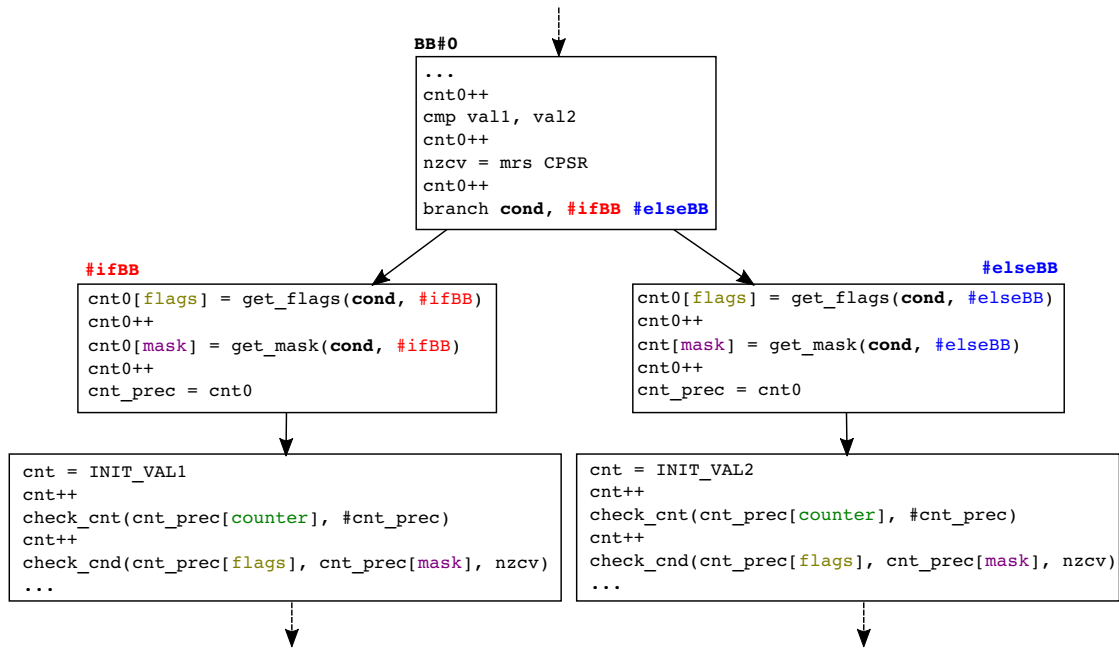 BB#0
...
cnt0++
cmp val1, val2
cnt0++
nzcv = mrs CPSR
cnt0++
branch cond, #ifBB #elseBB
#ifBB
cnt0[flags] = get_flags(cond, #ifBB)
cnt0++
cnt0[mask] = get_mask(cond, #ifBB)
cnt0++
cnt_prec = cnt0
#elseBB
cnt0[flags] = get_flags(cond, #elseBB)
cnt0++
cnt[mask] = get_mask(cond, #elseBB)
cnt0++
cnt_prec = cnt0
cnt = INIT_VAL1
cnt++
check_cnt(cnt_prec[counter], #cnt_prec)
cnt++
check_cnd(cnt_prec[flags], cnt_prec[mask], nzcv)
...
cnt = INIT_VAL2
cnt++
check_cnt(cnt_prec[counter], #cnt_prec)
cnt++
check_cnd(cnt_prec[flags], cnt_prec[mask], nzcv)
...